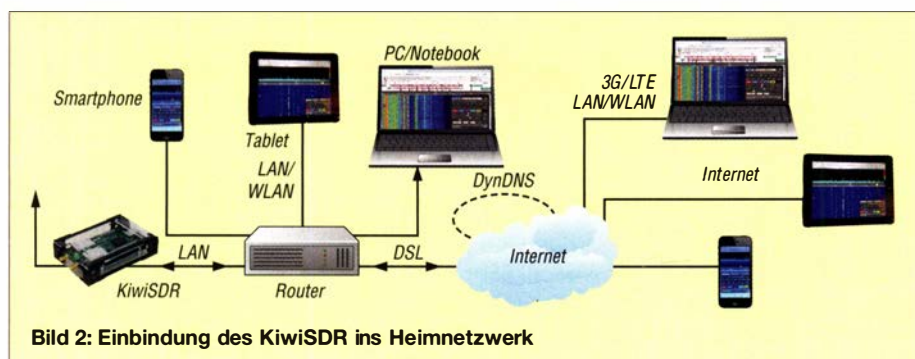 PC/Notebook
Smartphone
3G/LTE
LAN/WLAN
Tablet
LAN/
WLAN
DynDNS
Internet
LAN
DSL
Internet
KiwiSDR
Router
Bild 2: Einbindung des KiwiSDR ins Heimnetzwerk